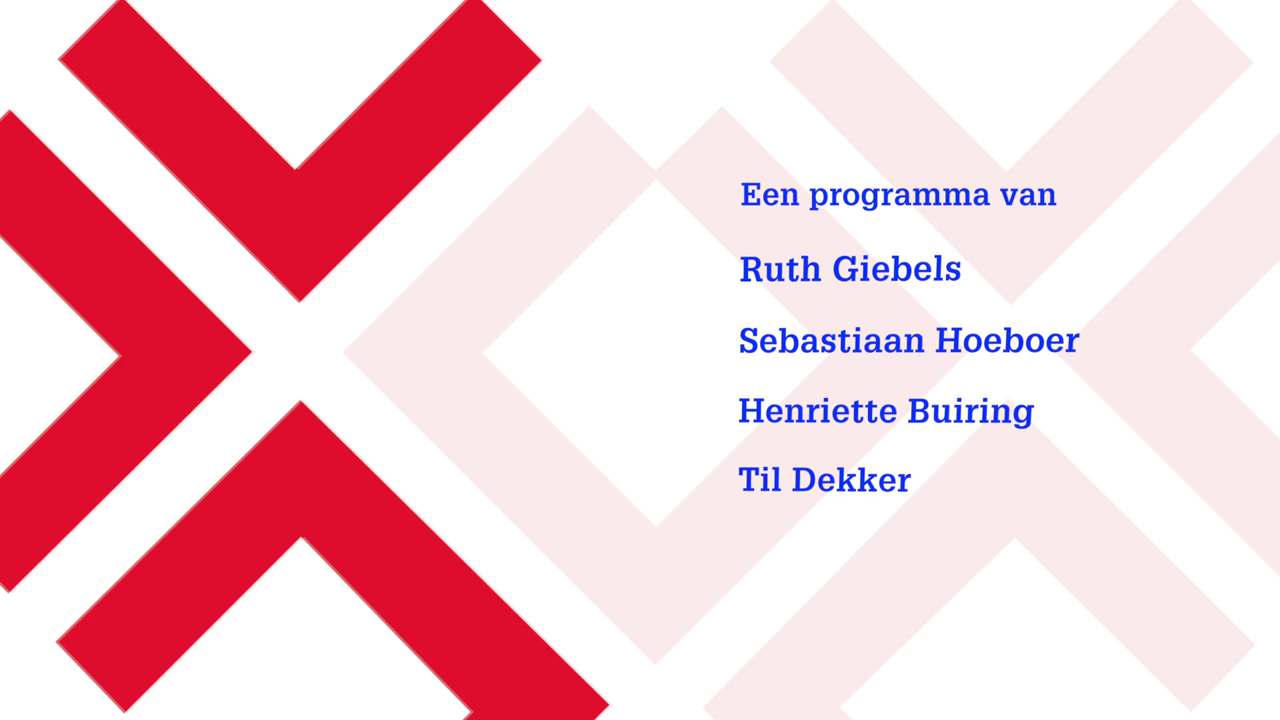 Een programma van
Ruth Giebels
Sebastiaan Hoeboer
Henriette Buiring
Til Dekker